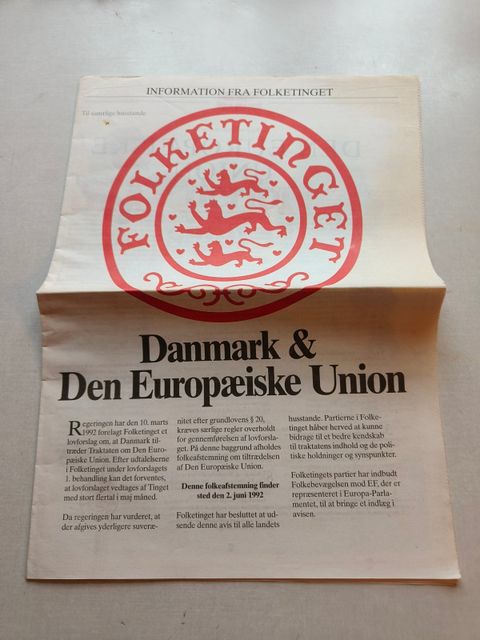 INFORMATION FRA FOLKETINGET
Til samtlige husstande
FOLKETINGET
Danmark &
Den Europæiske Union
Regeringen har den 10. marts
1992 forelagt Folketinget et
lovforslag om, at Danmark til-
træder Traktaten om Den Euro-
pæiske Union. Efter udtalelserne
i Folketinget under lovforslagets
1. behandling kan det forventes,
at lovforslaget vedtages af Tinget
med stort flertal i maj måned.
Da regeringen har vurderet, at
der afgives yderligere suveræ-
nitet efter grundlovens § 20,
kræves særlige regler overholdt
for gennemførelsen af lovforsla-
get. På denne baggrund afholdes
folkeafstemning om tiltrædelsen
af Den Europæiske Union.
Denne folkeafstemning finder
sted den 2. juni 1992
Folketinget har besluttet at ud-
sende denne avis til alle landets
husstande. Partierne i Folke-
tinget håber herved at kunne
bidrage til et bedre kendskab
til traktatens indhold og de poli-
tiske holdninger og synspunkter.
Folketingets partier har indbudt
Folkebevægelsen mod EF, der er
repræsenteret i Europa-Parla-
mentet, til at bringe et indlæg i
avisen.